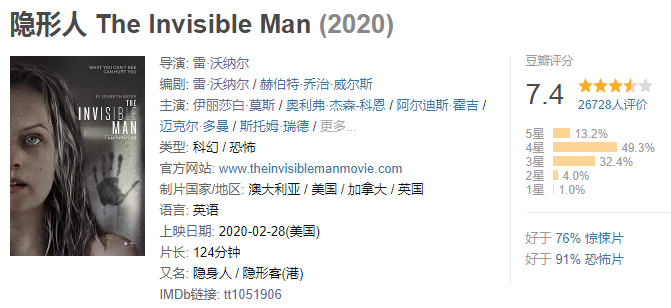 隐形人 The Invisible Man (2020)
WHAT YOU CAN'T SEE
CAN HURT YOU
ELISABETH MOSS
THE
INVISIBLE
MAN
FEBRUARY 28
导演: 雷·沃纳尔
编剧: 雷·沃纳尔 / 赫伯特·乔治·威尔斯
主演: 伊丽莎白·莫斯 / 奥利弗·杰森-科恩 / 阿尔迪斯·霍吉 /
迈克尔·多曼 / 斯托姆·瑞德 / 更多...
类型: 科幻 / 恐怖
官方网站: www.theinvisiblemanmovie.com
制片国家/地区: 澳大利亚 / 美国 / 加拿大 / 英国
语言: 英语
上映日期: 2020-02-28(美国)
片长: 124分钟
又名: 隐身人 / 隐形客(港)
IMDb链接: tt1051906
豆瓣评分
7.4
26728人评价
5星 13.2%
4星 49.3%
3星 32.4%
2星 4.0%
1星 1.0%
好于 76% 惊悚片
好于 91% 恐怖片